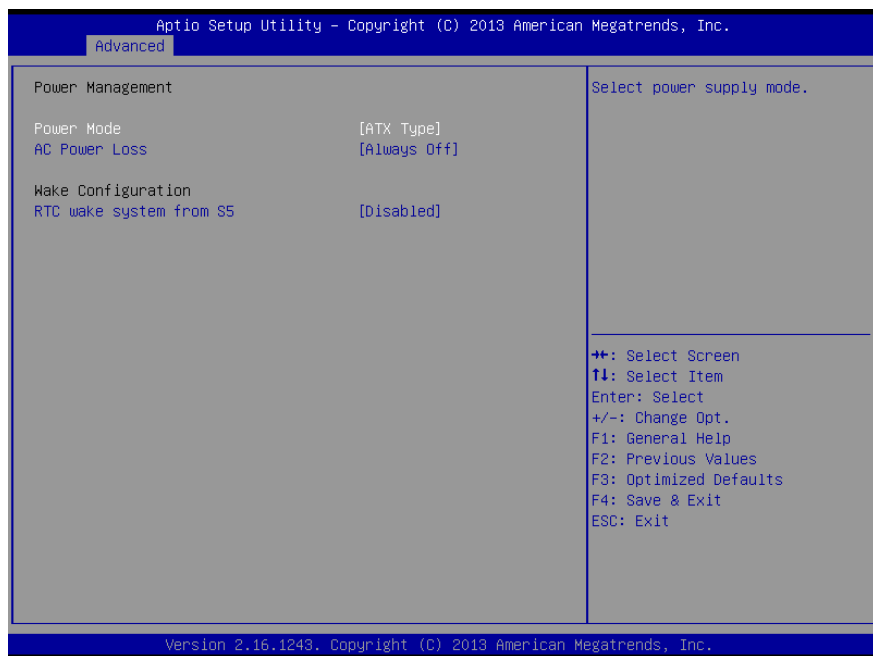 Aptio Setup Utility – Copyright (C) 2013 American Megatrends, Inc.
Advanced
Power Management
Power Mode [ATX Type]
AC Power Loss [Always Off]
Wake Configuration
RTC wake system from S5 [Disabled]
Select power supply mode.
→←: Select Screen
↑↓: Select Item
Enter: Select
+/-: Change Opt.
F1: General Help
F2: Previous Values
F3: Optimized Defaults
F4: Save & Exit
ESC: Exit
Version 2.16.1243. Copyright (C) 2013 American Megatrends, Inc.